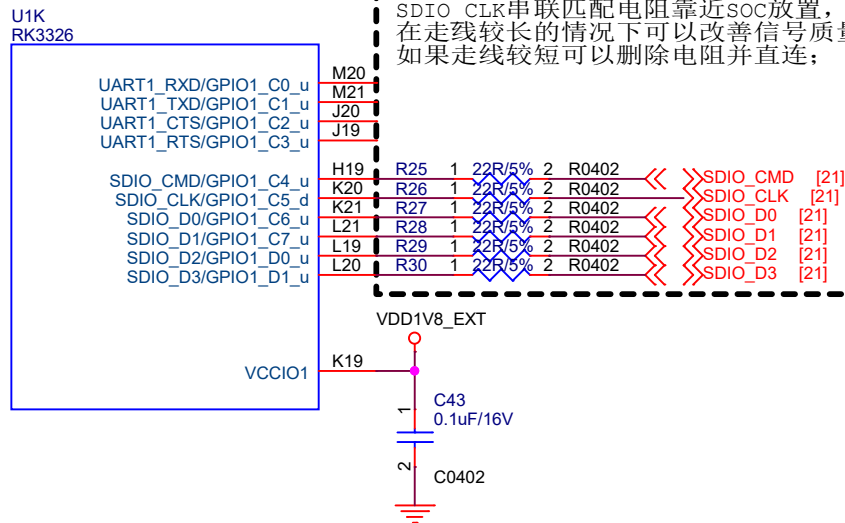 SDIO CLK串联匹配电阻靠近SOC放置，
在走线较长的情况下可以改善信号质量
如果走线较短可以删除电阻并直连；
U1K
RK3326
UART1_RXD/GPIO1_C0_u M20
UART1_TXD/GPIO1_C1_u M21
UART1_CTS/GPIO1_C2_u J20
UART1_RTS/GPIO1_C3_u J19
SDIO_CMD/GPIO1_C4_u H19 R25 1 22R/5% 2 R0402 SDIO_CMD [21]
SDIO_CLK/GPIO1_C5_d K20 R26 1 22R/5% 2 R0402 SDIO_CLK [21]
SDIO_D0/GPIO1_C6_u K21 R27 1 22R/5% 2 R0402 SDIO_D0 [21]
SDIO_D1/GPIO1_C7_u L21 R28 1 22R/5% 2 R0402 SDIO_D1 [21]
SDIO_D2/GPIO1_D0_u L19 R29 1 22R/5% 2 R0402 SDIO_D2 [21]
SDIO_D3/GPIO1_D1_u L20 R30 1 22R/5% 2 R0402 SDIO_D3 [21]
VDD1V8_EXT
VCCIO1 K19
1 C43
0.1uF/16V
2 C0402